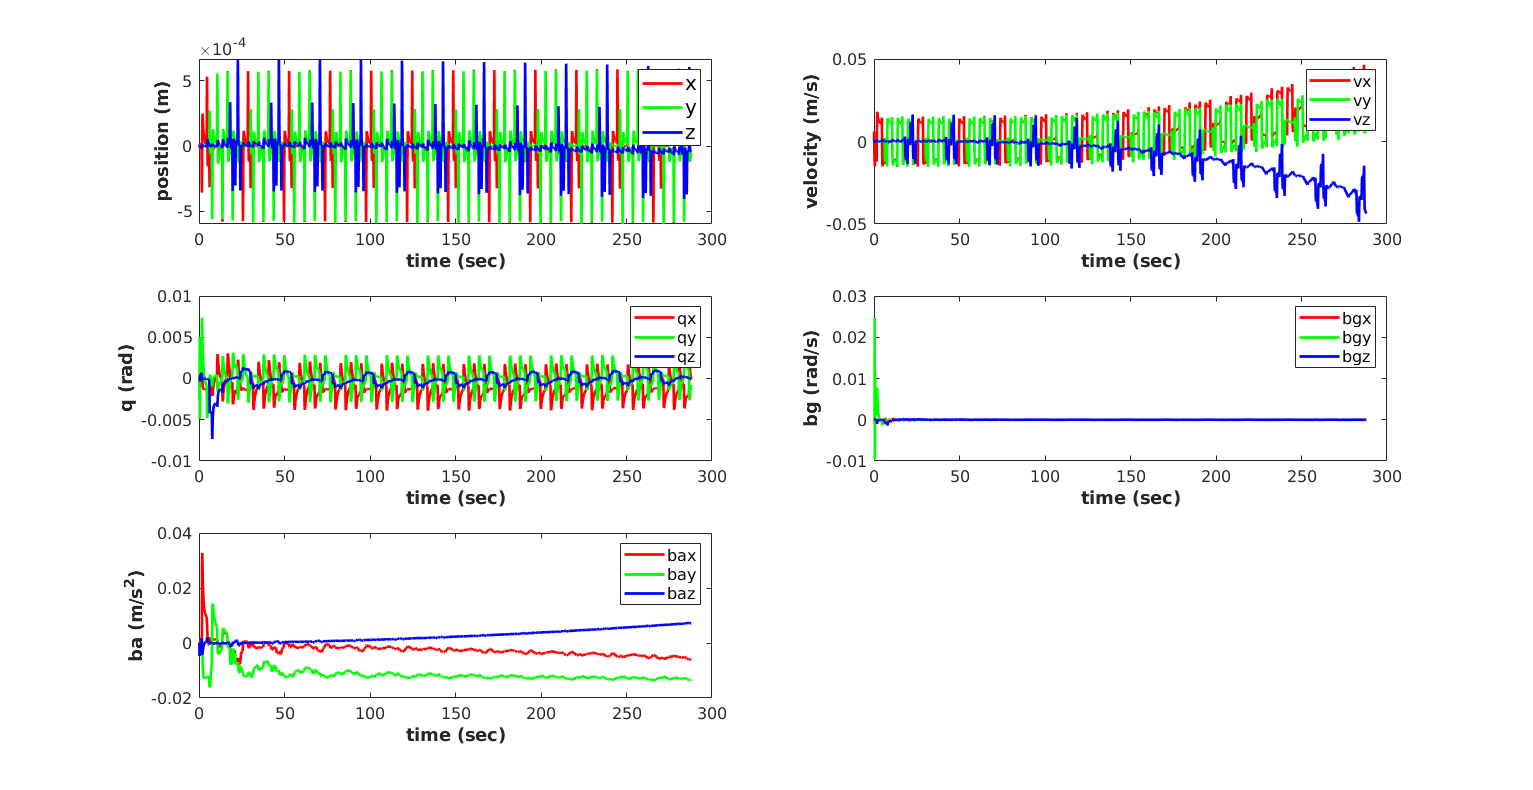 ×10⁻⁴
5
0
-5
position (m)
x
y
z
0 50 100 150 200 250 300
time (sec)
0.05
0
-0.05
velocity (m/s)
vx
vy
vz
0 50 100 150 200 250 300
time (sec)
0.01
0.005
0
-0.005
-0.01
q (rad)
qx
qy
qz
0 50 100 150 200 250 300
time (sec)
0.03
0.02
0.01
0
-0.01
bg (rad/s)
bgx
bgy
bgz
0 50 100 150 200 250 300
time (sec)
0.04
0.02
0
-0.02
ba (m/s²)
bax
bay
baz
0 50 100 150 200 250 300
time (sec)